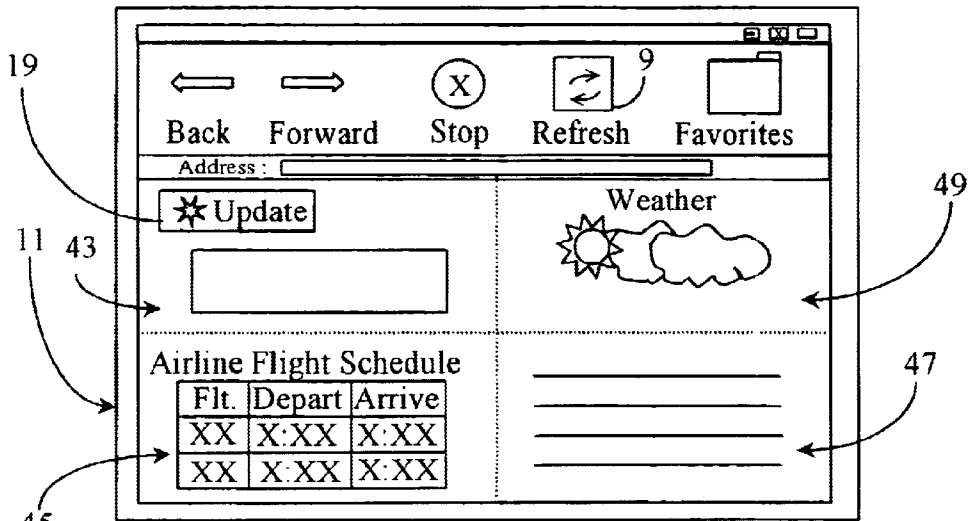 19
9
Back Forward Stop Refresh Favorites
Address :
Update
Weather
49
11
43
Airline Flight Schedule
47
Flt. Depart Arrive
XX X:XX X:XX
XX X:XX X:XX
45